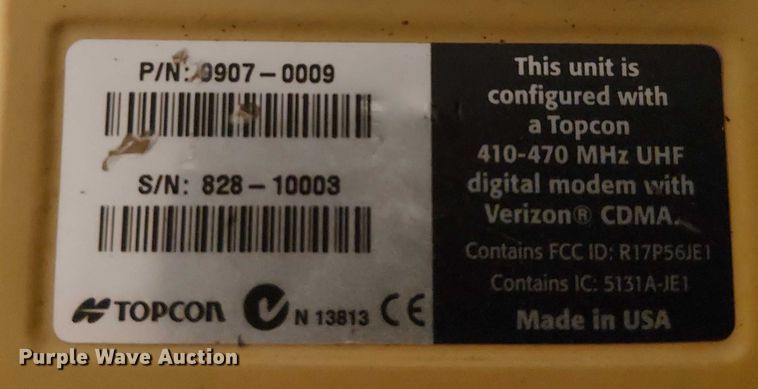 P/N: 9907-0009
S/N: 828-10003
TOPCON
N 13813 CE
This unit is
configured with
a Topcon
410-470 MHz UHF
digital modem with
Verizon® CDMA.
Contains FCC ID: R17P56JE1
Contains IC: 5131A-JE1
Made in USA
Purple Wave Auction